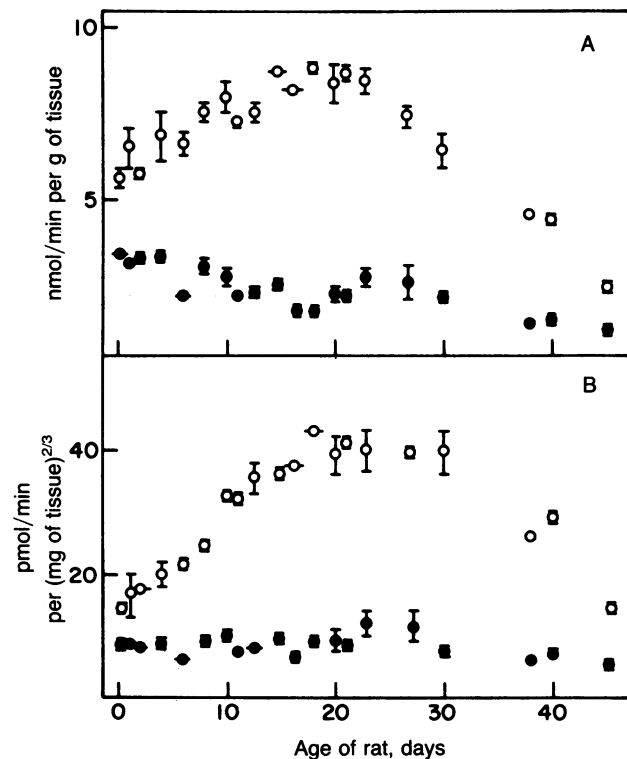 10
A
5
nmol/min per g of tissue
B
40
20
0
pmol/min
per (mg of tissue)2/3
0 10 20 30 40
Age of rat, days